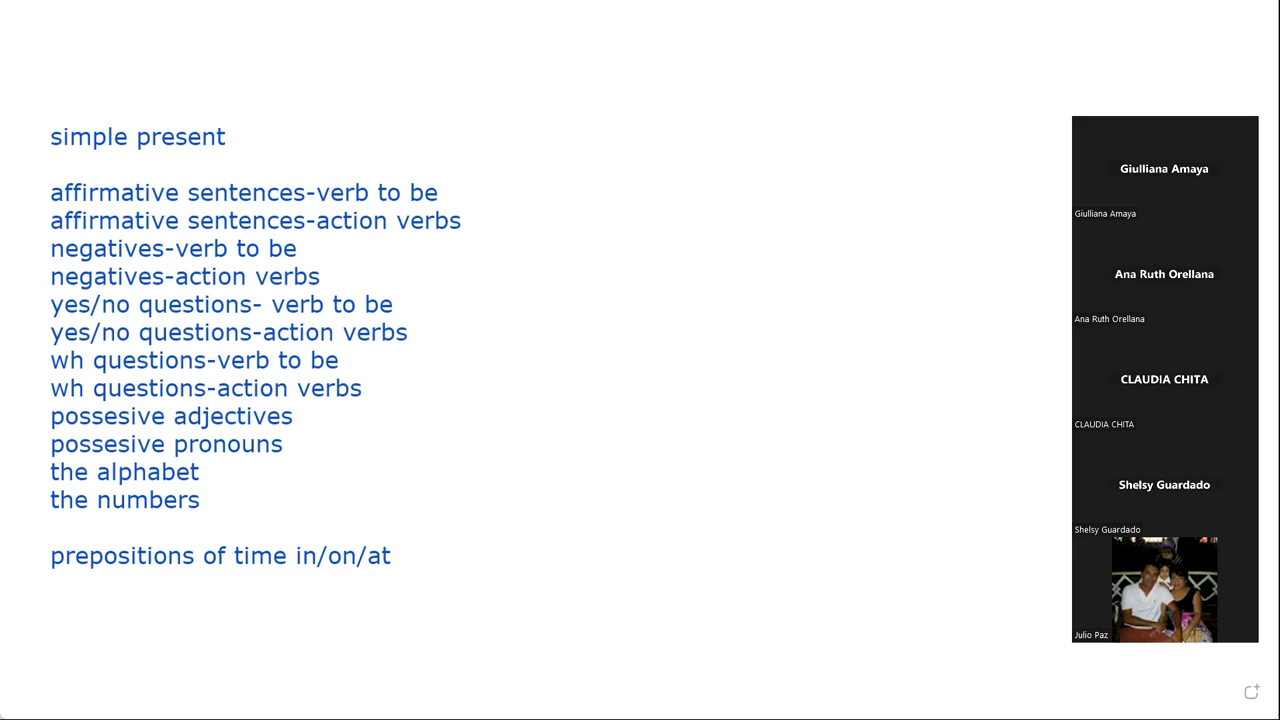 simple present
affirmative sentences-verb to be
affirmative sentences-action verbs
negatives-verb to be
negatives-action verbs
yes/no questions- verb to be
yes/no questions-action verbs
wh questions-verb to be
wh questions-action verbs
possesive adjectives
possesive pronouns
the alphabet
the numbers
prepositions of time in/on/at
Giulliana Amaya
Giulliana Amaya
Ana Ruth Orellana
Ana Ruth Orellana
CLAUDIA CHITA
CLAUDIA CHITA
Shelsy Guardado
Shelsy Guardado
Julio Paz